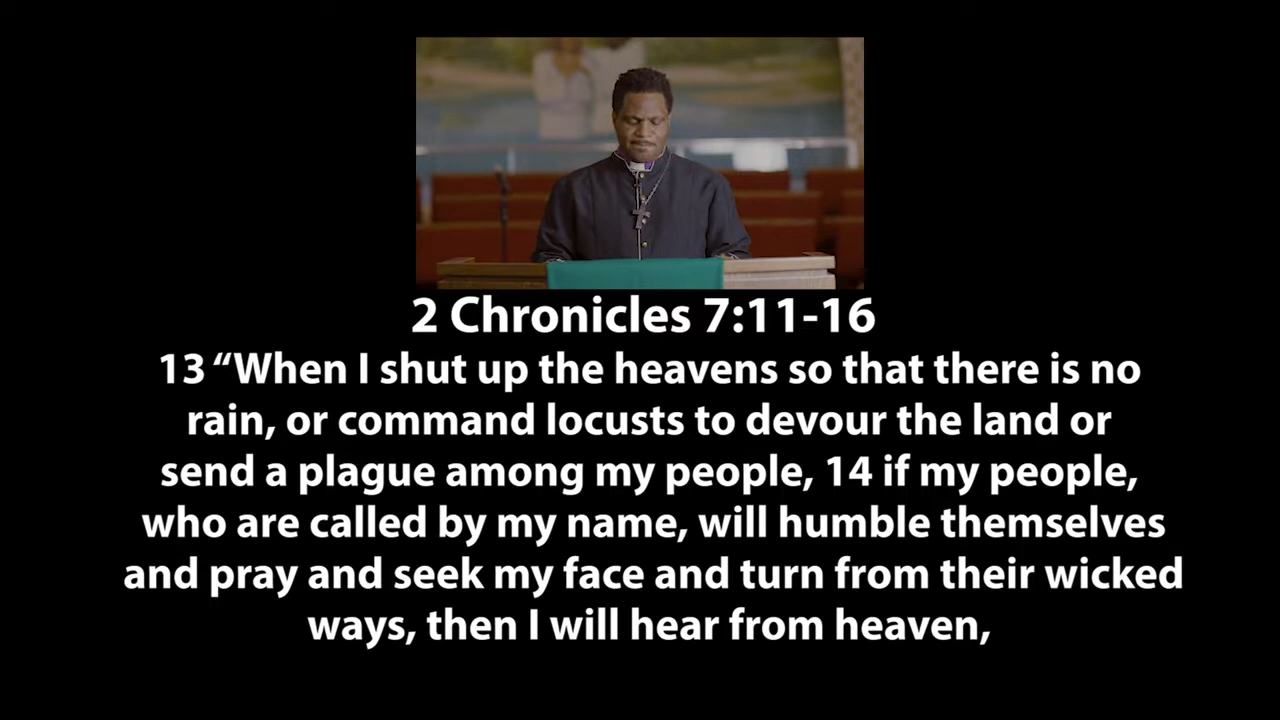 2 Chronicles 7:11-16
13 “When I shut up the heavens so that there is no
rain, or command locusts to devour the land or
send a plague among my people, 14 if my people,
who are called by my name, will humble themselves
and pray and seek my face and turn from their wicked
ways, then I will hear from heaven,